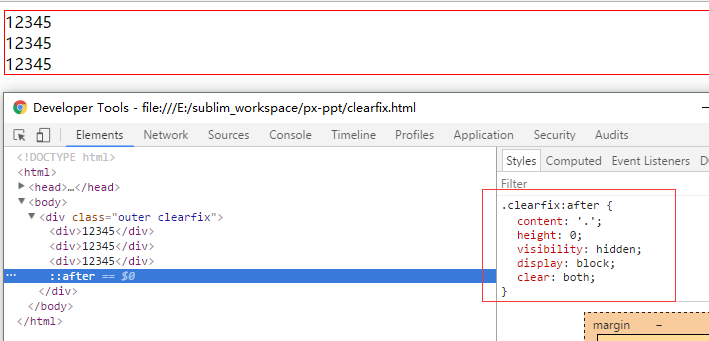 12345
12345
12345
Developer Tools - file:///E:/sublim_workspace/px-ppt/clearfix.html
Elements Network Sources Console Timeline Profiles Application Security Audits
<!DOCTYPE html>
<html>
<head>…</head>
<body>
<div class="outer clearfix">
<div>12345</div>
<div>12345</div>
<div>12345</div>
::after == $0
</div>
</body>
</html>
Styles Computed Event Listeners
Filter
.clearfix:after {
content: '.';
height: 0;
visibility: hidden;
display: block;
clear: both;
}
margin –